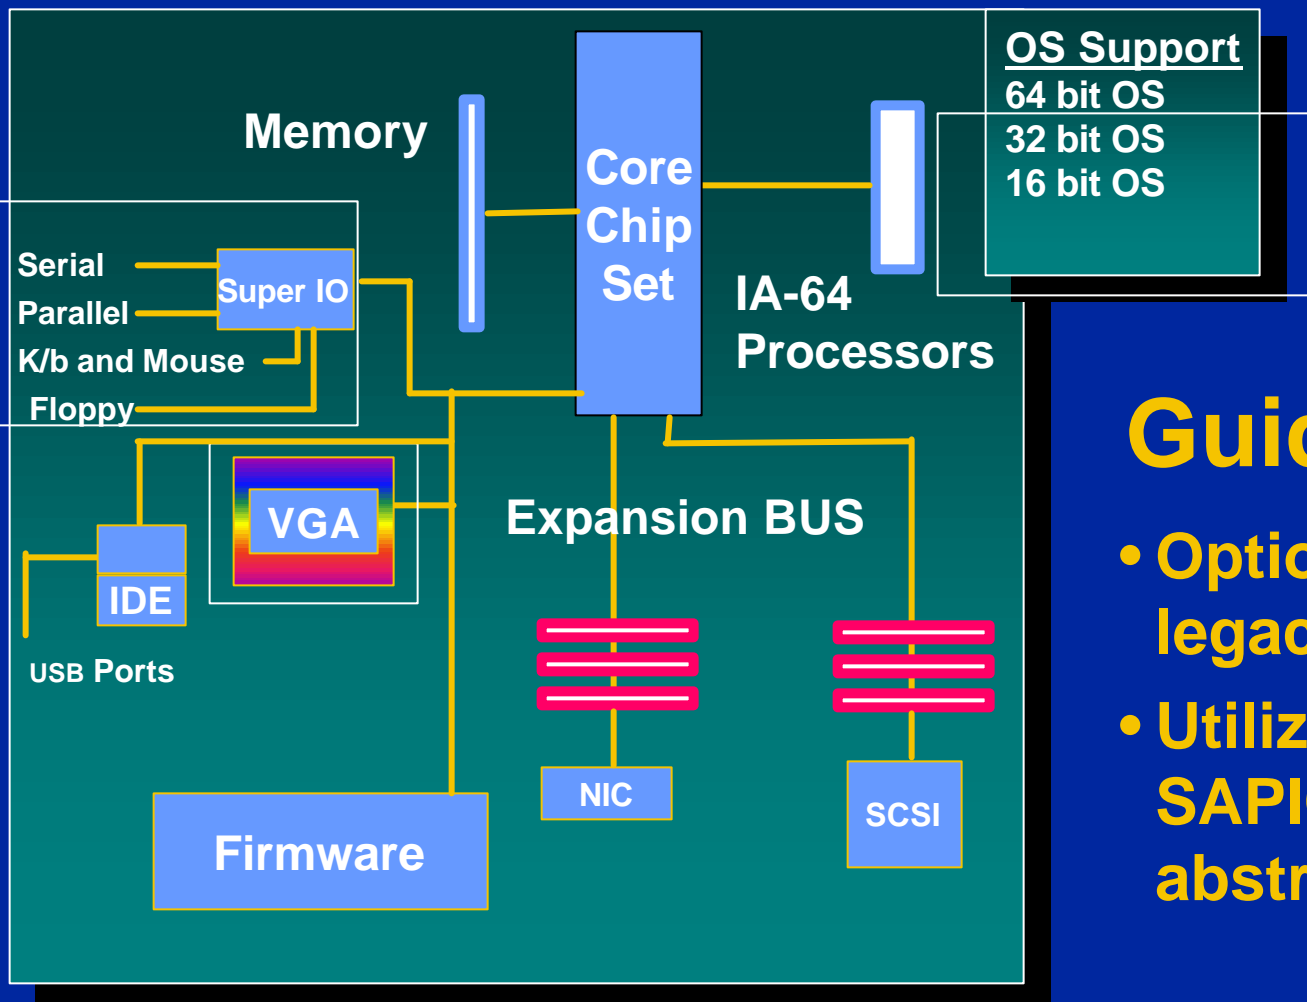 OS Support
64 bit OS
32 bit OS
16 bit OS
Memory
Core
Chip
Set
IA-64
Processors
Serial
Parallel
K/b and Mouse
Floppy
Super IO
VGA
IDE
USB Ports
Expansion BUS
NIC
SCSI
Firmware